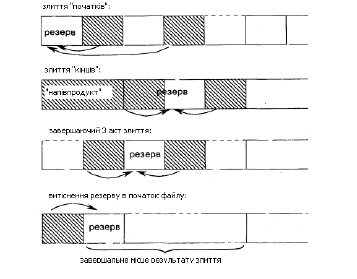 злиття "початків":
резерв
злиття "кінців":
"напівпродукт"
резерв
завершаючий 3 акт злиття:
резерв
витіснення резерву в початок файлу:
резерв
завершальне місце результату злиття